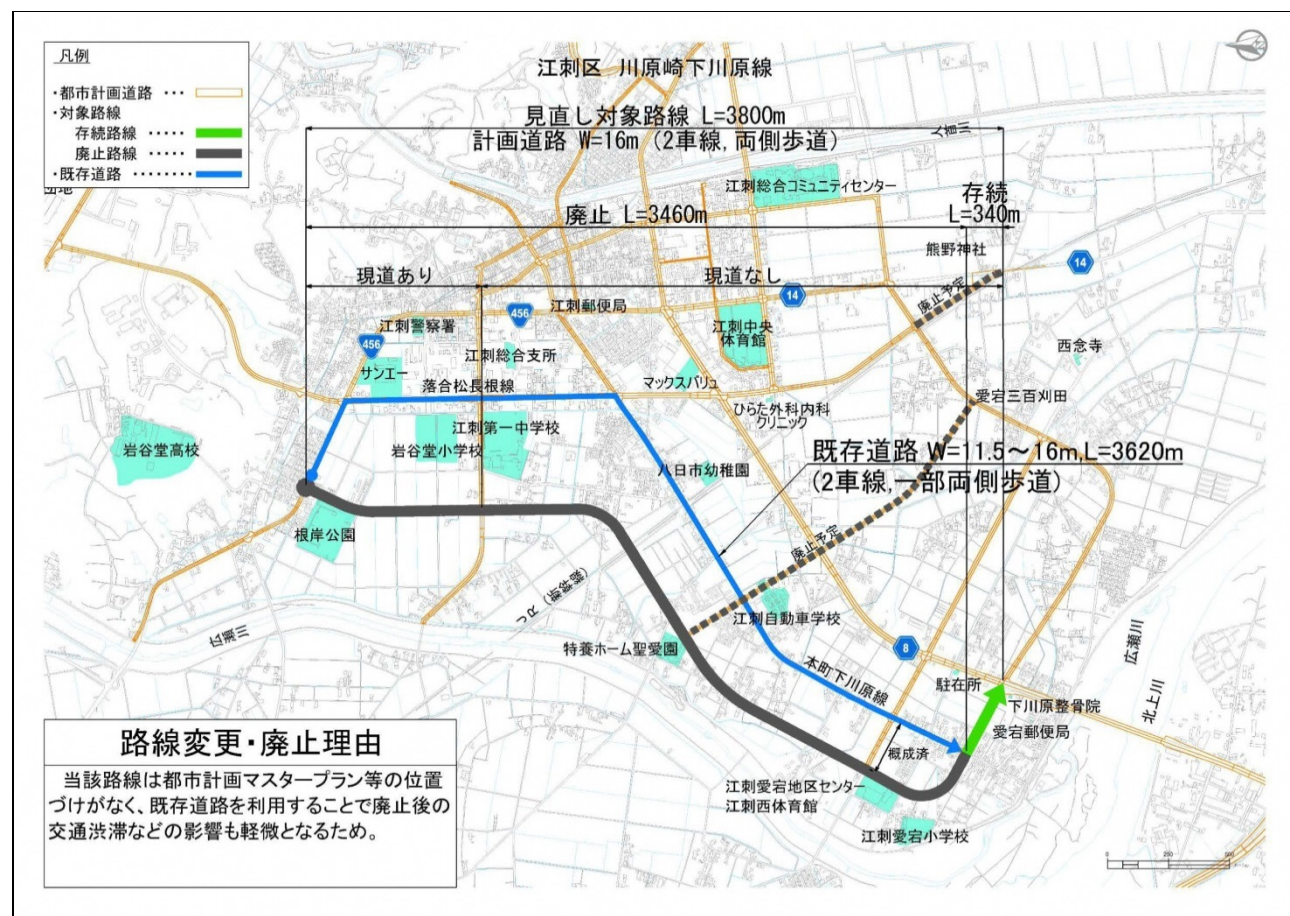 凡例
・都市計画道路 ・・・
・対象路線
存続路線 ・・・・・
廃止路線 ・・・・・
・既存道路 ・・・・・・・・
団地
江刺区 川原崎下川原線
見直し対象路線 L=3800m
計画道路 W=16m (2車線,両側歩道)
人首川
江刺総合コミュニティセンター
存続
L=340m
廃止 L=3460m
熊野神社
現道あり
現道なし
14
廃止予定
14
江刺郵便局
456
江刺警察署
456
江刺中央
体育館
江刺総合支所
西念寺
サンエー
マックスバリュ
落合松長根線
愛宕三百刈田
ひらた外科内科
クリニック
江刺第一中学校
岩谷堂高校
岩谷堂小学校
既存道路 W=11.5～16m,L=3620m
(2車線,一部両側歩道)
八日市幼稚園
根岸公園
廃止予定
江刺自動車学校
広瀬川
特養ホーム聖愛園
8
広瀬川
本町下川原線
駐在所
北上川
下川原整骨院
愛宕郵便局
概成済
江刺愛宕地区センター
江刺西体育館
江刺愛宕小学校
路線変更・廃止理由
当該路線は都市計画マスタープラン等の位置
づけがなく、既存道路を利用することで廃止後の
交通渋滞などの影響も軽微となるため。
0 250 500